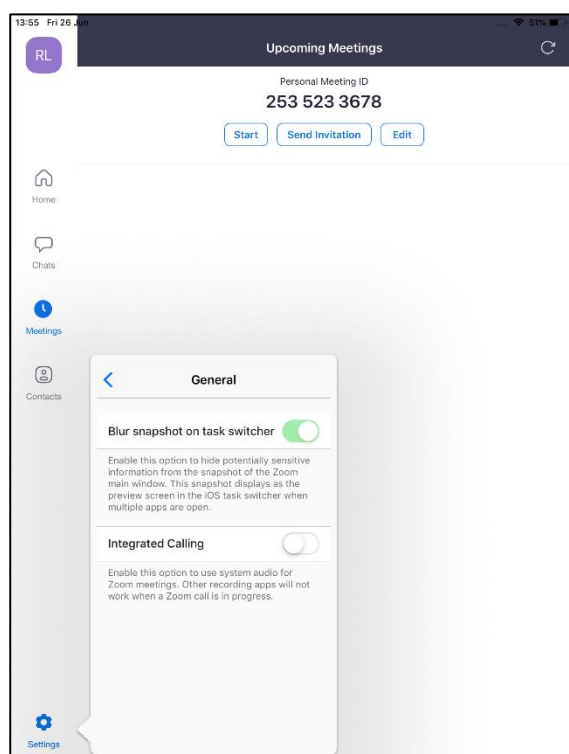 13:55 Fri 26 Jun
51%
RL
Upcoming Meetings
Personal Meeting ID
253 523 3678
Start
Send Invitation
Edit
Home
Chats
Meetings
Contacts
General
Blur snapshot on task switcher
Enable this option to hide potentially sensitive
information from the snapshot of the Zoom
main window. This snapshot displays as the
preview screen in the iOS task switcher when
multiple apps are open.
Integrated Calling
Enable this option to use system audio for
Zoom meetings. Other recording apps will not
work when a Zoom call is in progress.
Settings